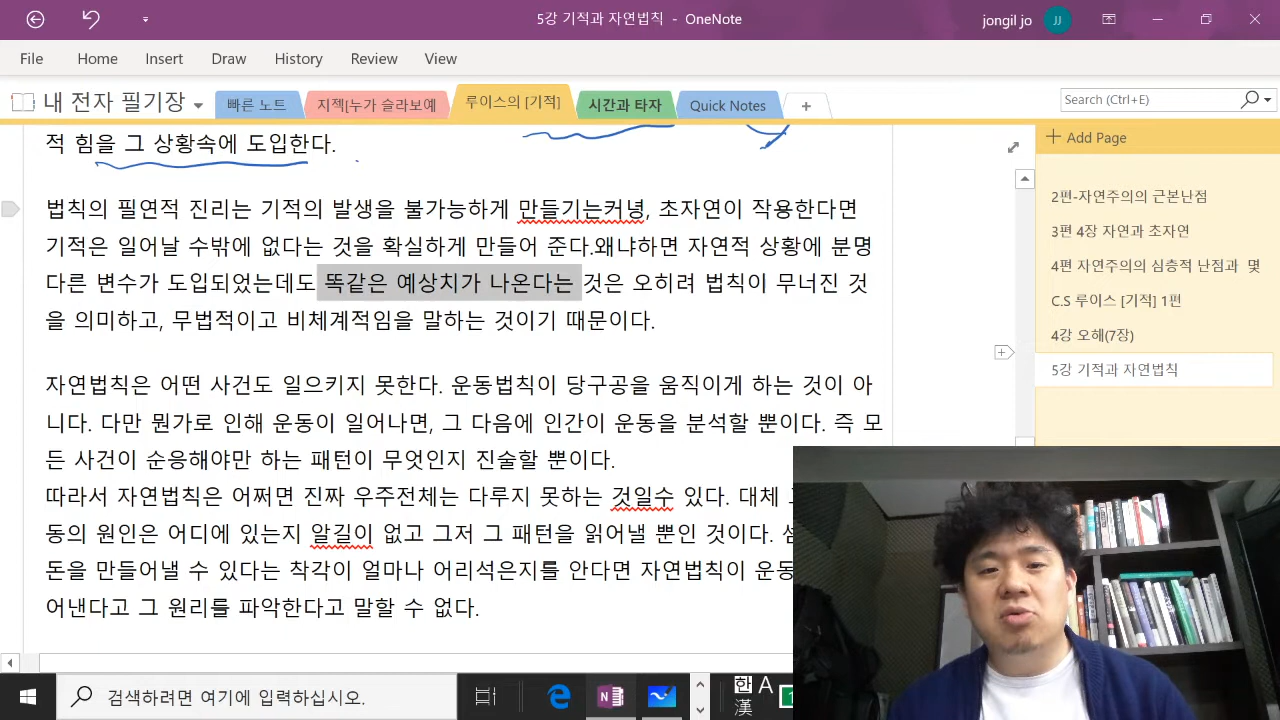 5강 기적과 자연법칙 - OneNote
jongil jo
JJ
File Home Insert Draw History Review View
내 전자 필기장
빠른 노트
지젝[누가 슬라보예
루이스의 [기적]
시간과 타자
Quick Notes
Search (Ctrl+E)
적 힘을 그 상황속에 도입한다.
법칙의 필연적 진리는 기적의 발생을 불가능하게 만들기는커녕, 초자연이 작용한다면
기적은 일어날 수밖에 없다는 것을 확실하게 만들어 준다.왜냐하면 자연적 상황에 분명
다른 변수가 도입되었는데도 똑같은 예상치가 나온다는 것은 오히려 법칙이 무너진 것
을 의미하고, 무법적이고 비체계적임을 말하는 것이기 때문이다.
자연법칙은 어떤 사건도 일으키지 못한다. 운동법칙이 당구공을 움직이게 하는 것이 아
니다. 다만 뭔가로 인해 운동이 일어나면, 그 다음에 인간이 운동을 분석할 뿐이다. 즉 모
든 사건이 순응해야만 하는 패턴이 무엇인지 진술할 뿐이다.
따라서 자연법칙은 어쩌면 진짜 우주전체는 다루지 못하는 것일수 있다. 대체
동의 원인은 어디에 있는지 알길이 없고 그저 그 패턴을 읽어낼 뿐인 것이다.
돈을 만들어낼 수 있다는 착각이 얼마나 어리석은지를 안다면 자연법칙이 운동
어낸다고 그 원리를 파악한다고 말할 수 없다.
Add Page
2편-자연주의의 근본난점
3편 4장 자연과 초자연
4편 자연주의의 심층적 난점과 몇
C.S 루이스 [기적] 1편
4강 오해(7장)
5강 기적과 자연법칙
검색하려면 여기에 입력하십시오.
한 A
漢
1